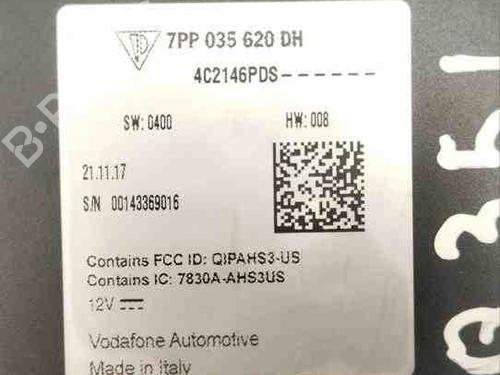 7PP 035 620 DH
4C2146PDS------
SW: 0400 HW: 008
21.11.17
S/N 00143369016
Contains FCC ID: QIPAHS3-US
Contains IC: 7830A-AHS3US
12V
Vodafone Automotive
Made in Italy